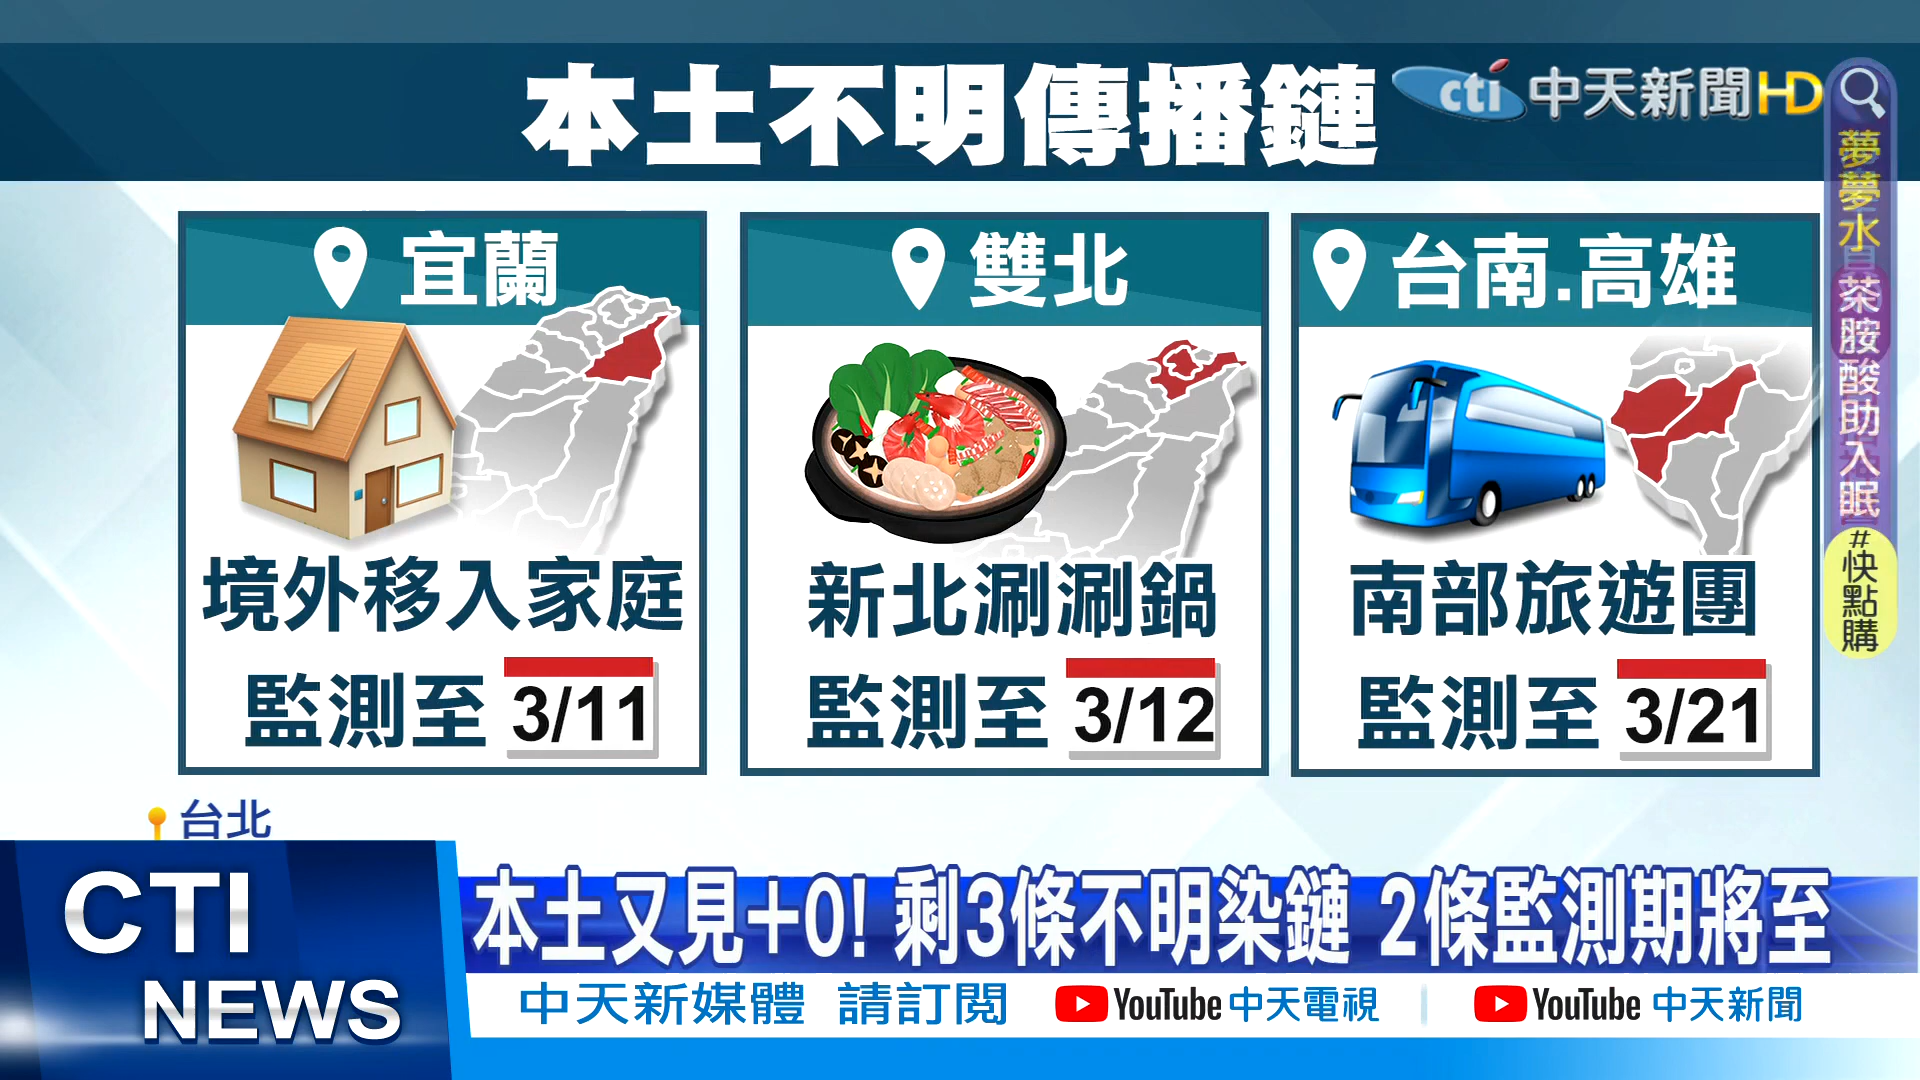 本土不明傳播鏈
cti 中天新聞HD
宜蘭
境外移入家庭
監測至 3/11
雙北
新北涮涮鍋
監測至 3/12
台南.高雄
南部旅遊團
監測至 3/21
茶胺酸助入眠
#快點購
台北
CTI
NEWS
本土又見+0! 剩3條不明染鏈 2條監測期將至
中天新媒體 請訂閱 YouTube 中天電視 YouTube 中天新聞